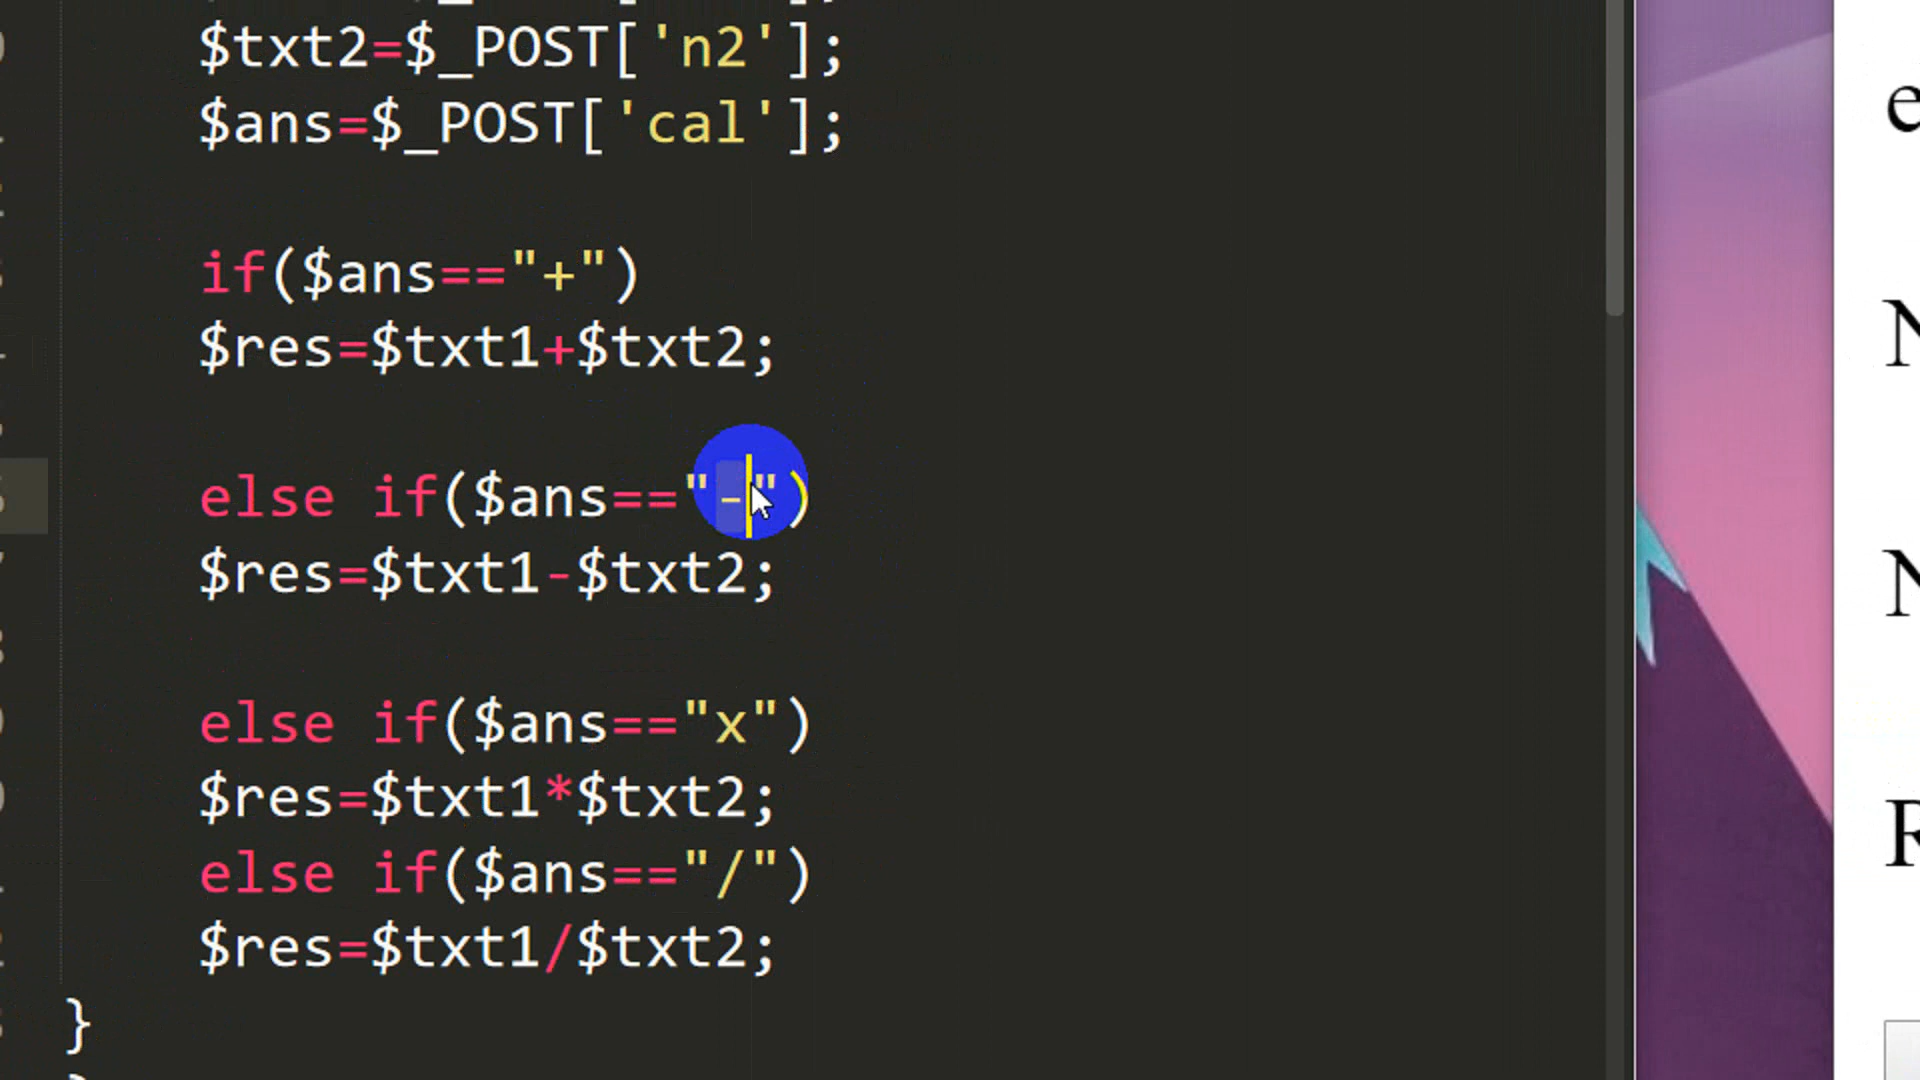 $txt2=$_POST['n2'];
$ans=$_POST['cal'];
if($ans=="+")
$res=$txt1+$txt2;
else if($ans=="-")
$res=$txt1-$txt2;
else if($ans=="x")
$res=$txt1*$txt2;
else if($ans=="/")
$res=$txt1/$txt2;
}
e
N
N
R